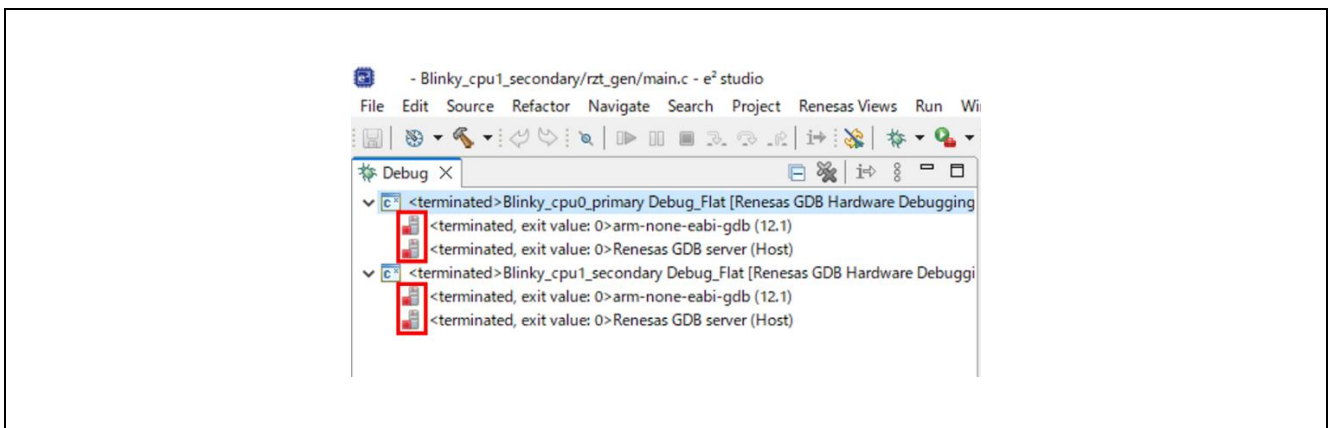 - Blinky_cpu1_secondary/rzt_gen/main.c - e² studio
File Edit Source Refactor Navigate Search Project Renesas Views Run Wi
Debug
<terminated>Blinky_cpu0_primary Debug_Flat [Renesas GDB Hardware Debugging
<terminated, exit value: 0>arm-none-eabi-gdb (12.1)
<terminated, exit value: 0>Renesas GDB server (Host)
<terminated>Blinky_cpu1_secondary Debug_Flat [Renesas GDB Hardware Debuggi
<terminated, exit value: 0>arm-none-eabi-gdb (12.1)
<terminated, exit value: 0>Renesas GDB server (Host)